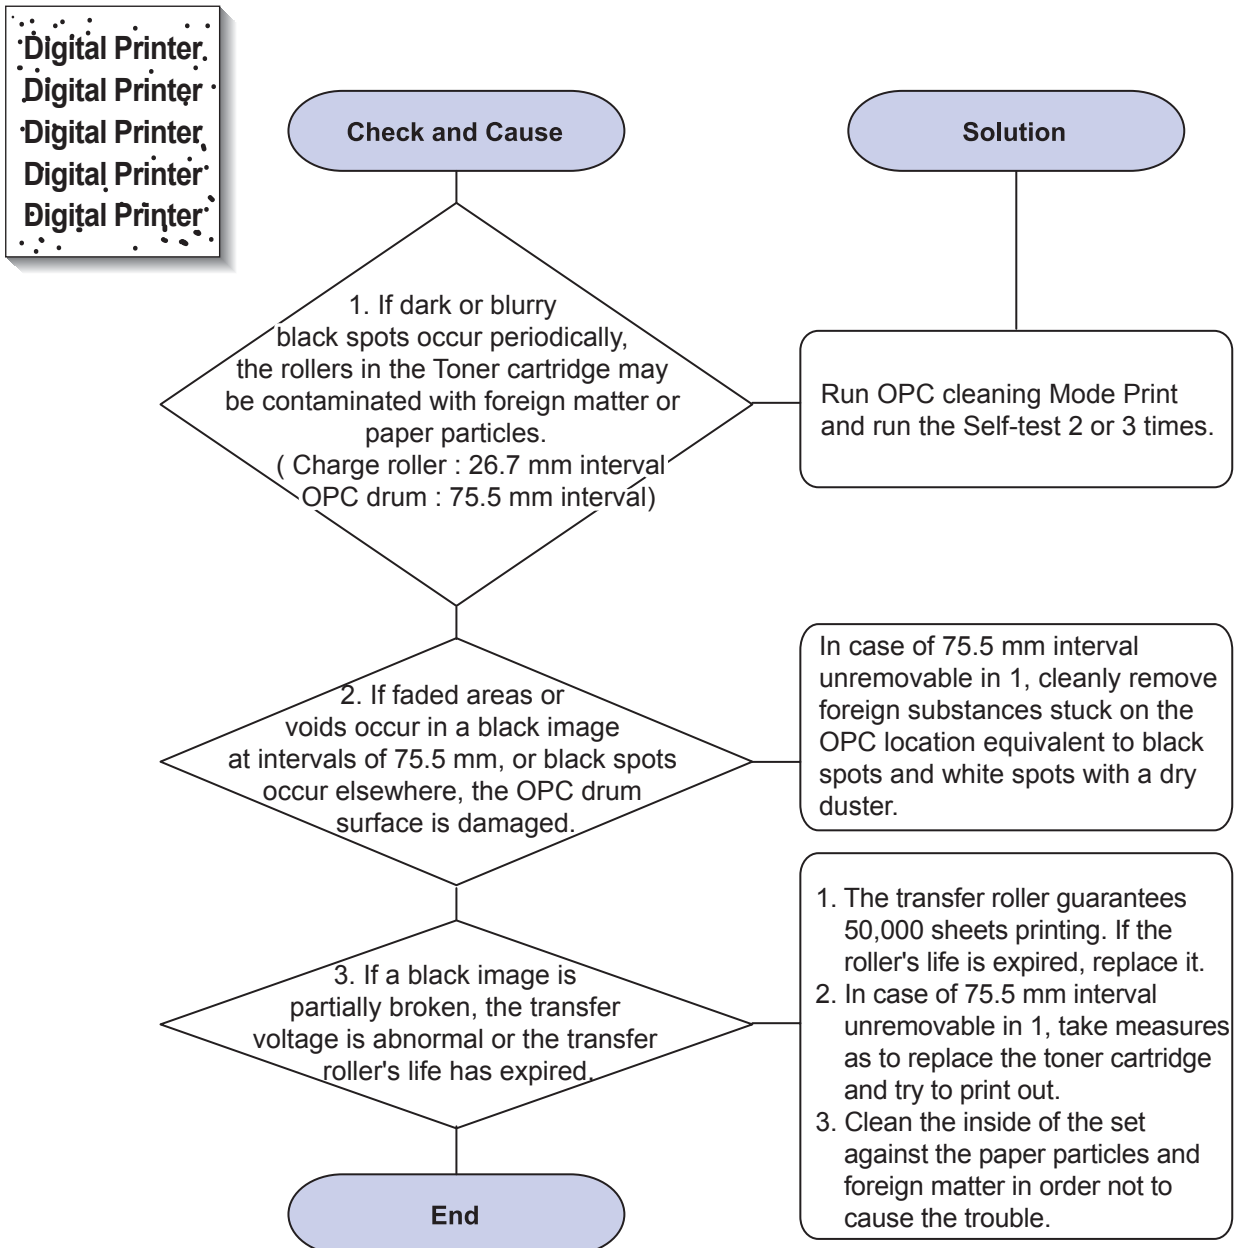 Digital Printer
Digital Printer
Digital Printer
Digital Printer
Digital Printer
Check and Cause
Solution
1. If dark or blurry
black spots occur periodically,
the rollers in the Toner cartridge may
be contaminated with foreign matter or
paper particles.
( Charge roller : 26.7 mm interval
OPC drum : 75.5 mm interval)
Run OPC cleaning Mode Print
and run the Self-test 2 or 3 times.
2. If faded areas or
voids occur in a black image
at intervals of 75.5 mm, or black spots
occur elsewhere, the OPC drum
surface is damaged.
In case of 75.5 mm interval
unremovable in 1, cleanly remove
foreign substances stuck on the
OPC location equivalent to black
spots and white spots with a dry
duster.
3. If a black image is
partially broken, the transfer
voltage is abnormal or the transfer
roller's life has expired.
1. The transfer roller guarantees
50,000 sheets printing. If the
roller's life is expired, replace it.
2. In case of 75.5 mm interval
unremovable in 1, take measures
as to replace the toner cartridge
and try to print out.
3. Clean the inside of the set
against the paper particles and
foreign matter in order not to
cause the trouble.
End